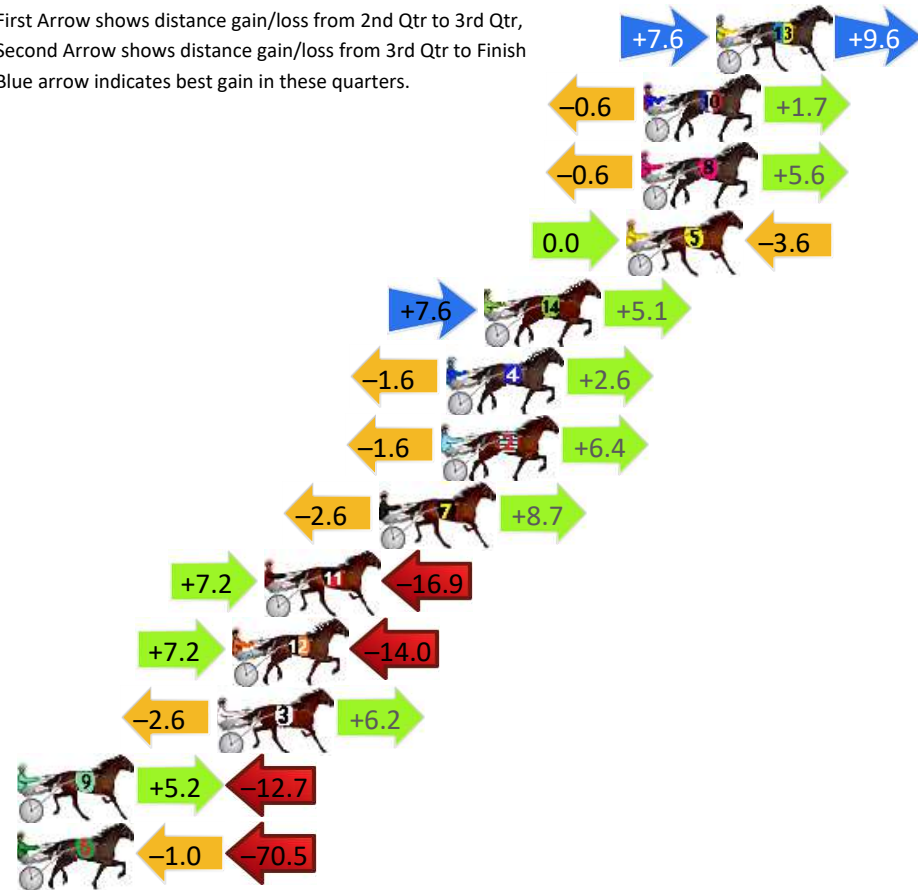 First Arrow shows distance gain/loss from 2nd Qtr to 3rd Qtr,
Second Arrow shows distance gain/loss from 3rd Qtr to Finish
Blue arrow indicates best gain in these quarters.
+7.6 13 +9.6
–0.6 10 +1.7
–0.6 8 +5.6
0.0 5 –3.6
+7.6 14 +5.1
–1.6 4 +2.6
–1.6 2 +6.4
–2.6 7 +8.7
+7.2 11 –16.9
+7.2 12 –14.0
–2.6 3 +6.2
9 +5.2 –12.7
–1.0 –70.5